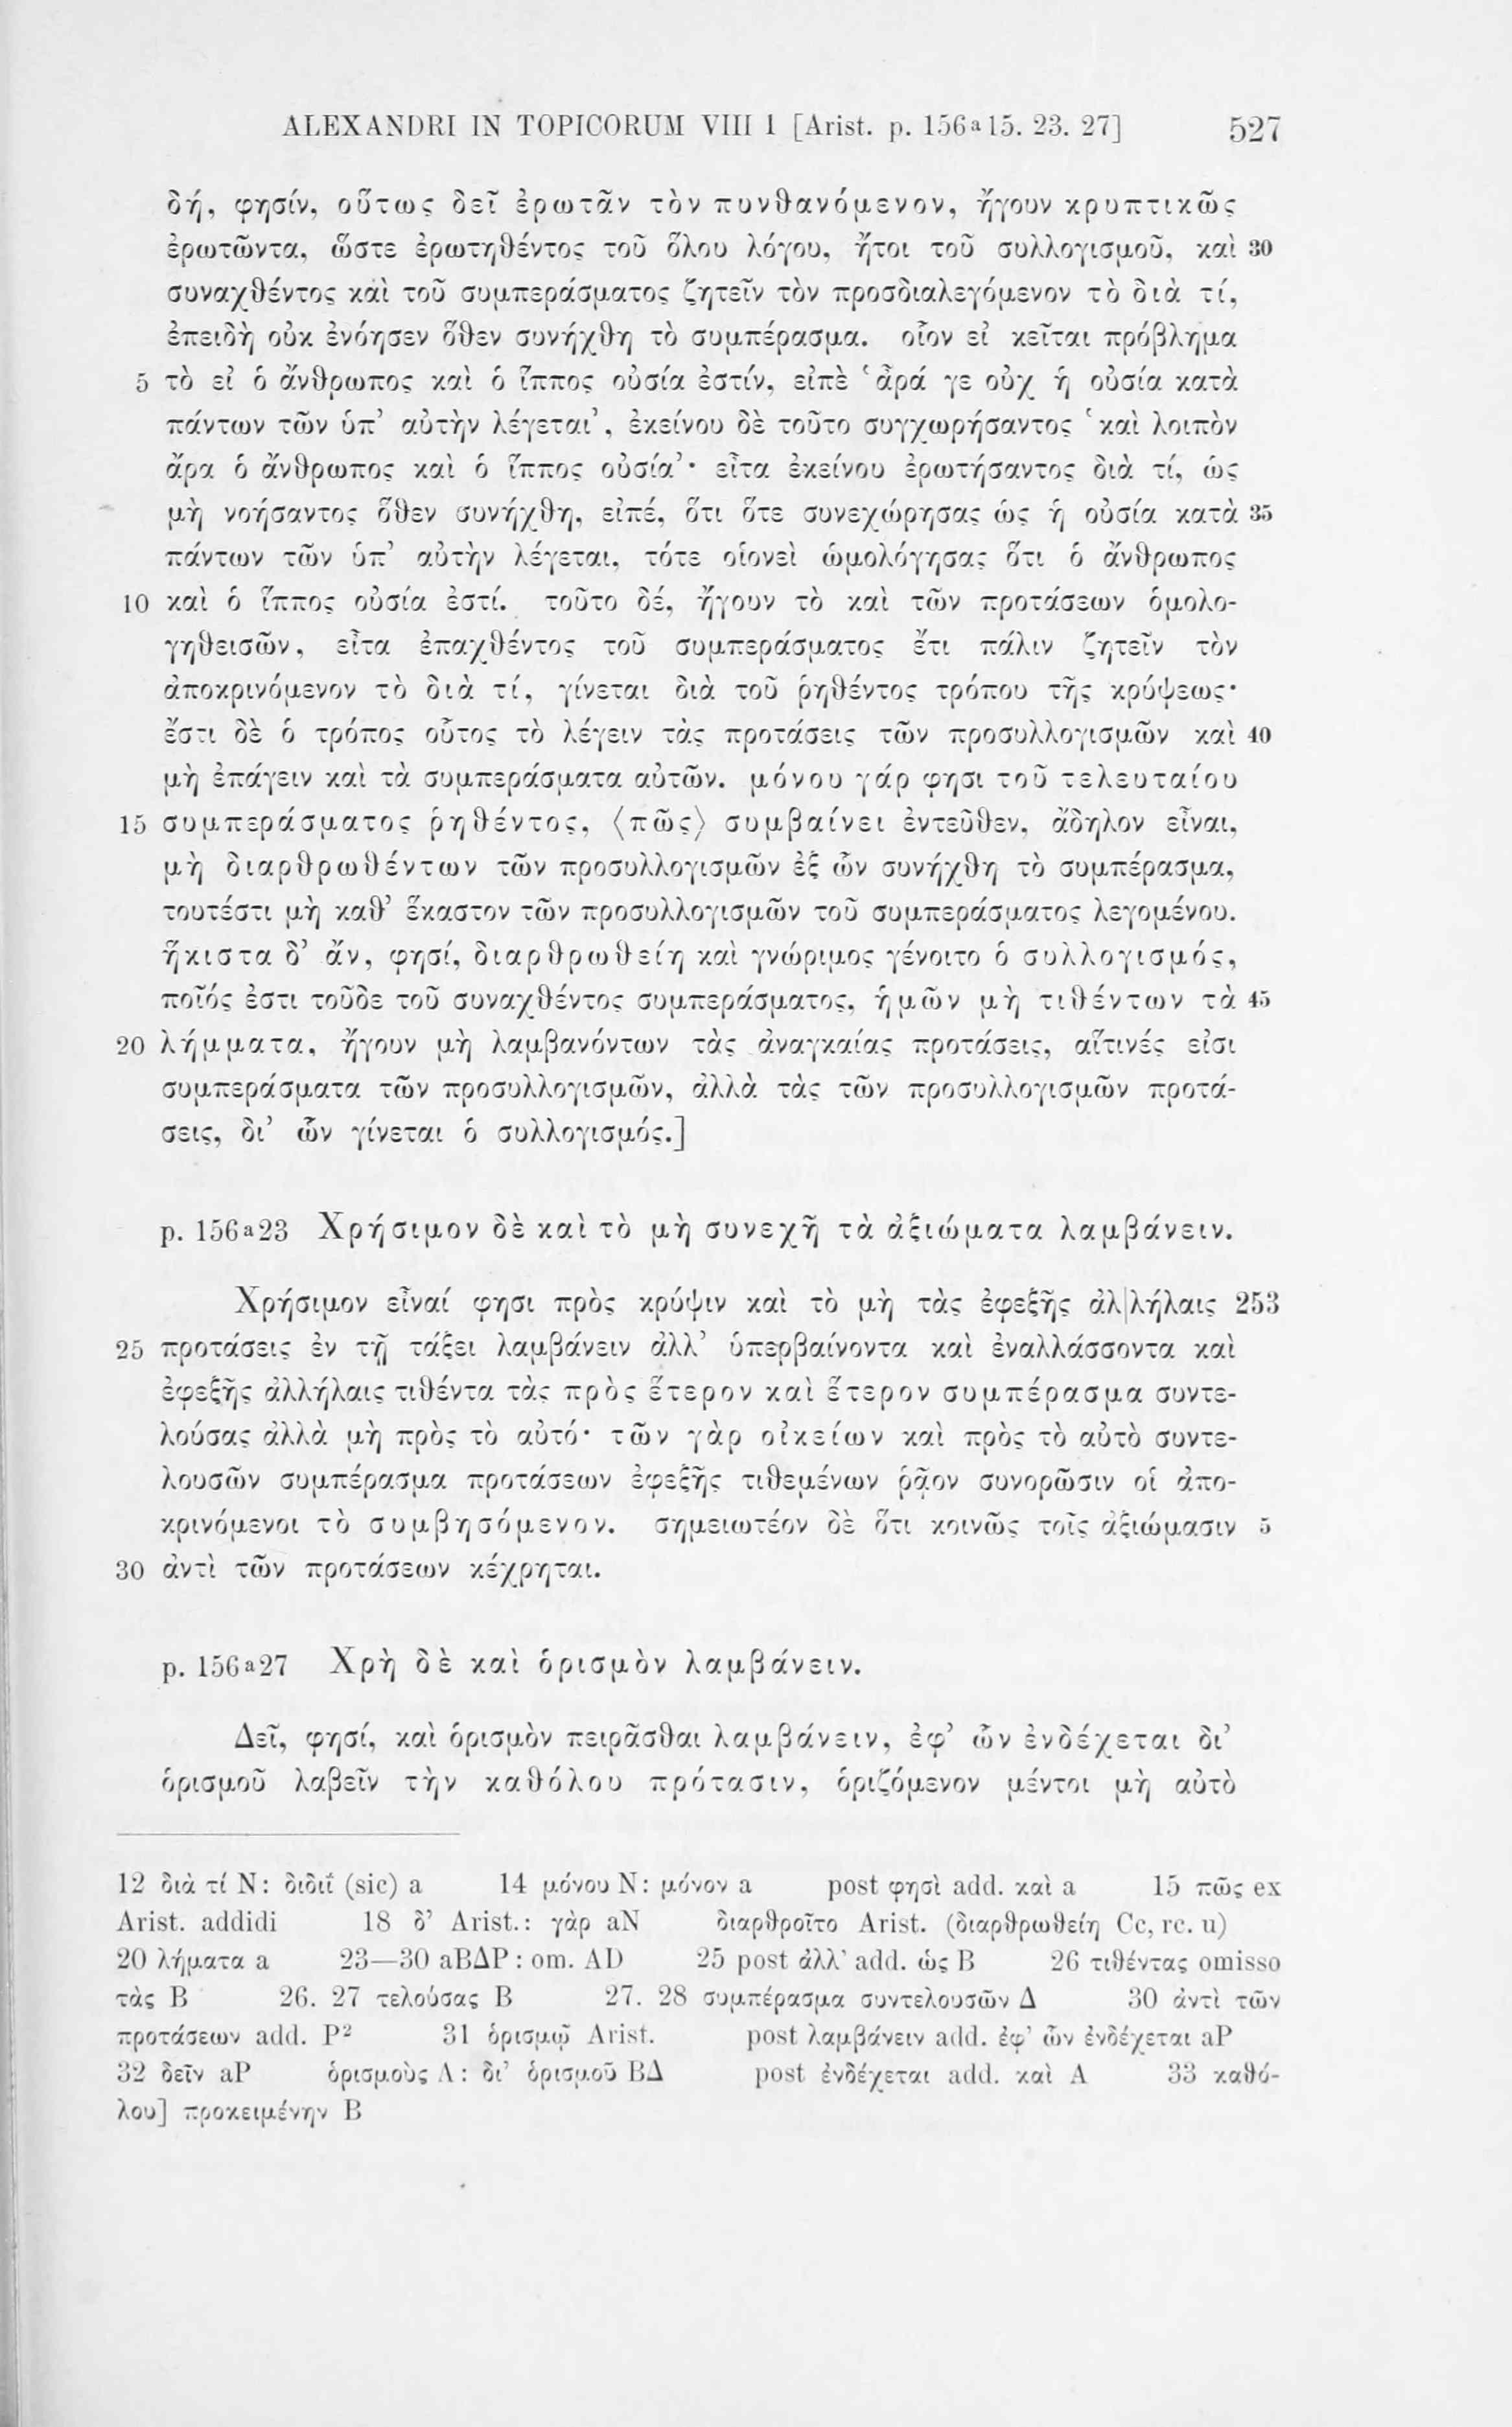 ALEXANDRI IN TOPICORUM VIII 1 [Arist. p. 156a15. 23. 27] 527
δή, φησίν, οὕτως δεῖ ἐρωτᾶν τὸν πυνθανόμενον, ἤγουν κρυπτικῶς
ἐρωτῶντα, ὥστε ἐρωτηθέντος τοῦ ὅλου λόγου, ἤτοι τοῦ συλλογισμοῦ, καὶ 30
συναχθέντος καὶ τοῦ συμπεράσματος ζητεῖν τὸν προσδιαλεγόμενον τὸ διὰ τί,
ἐπειδὴ οὐκ ἐνόησεν ὅθεν συνήχθη τὸ συμπέρασμα. οἷον εἰ κεῖται πρόβλημα
5 τὸ εἰ ὁ ἄνθρωπος καὶ ὁ ἵππος οὐσία ἐστίν, εἰπὲ ‘ἆρά γε οὐχ ἡ οὐσία κατὰ
πάντων τῶν ὑπ’ αὐτὴν λέγεται’, ἐκείνου δὲ τοῦτο συγχωρήσαντος ‘καὶ λοιπὸν
ἄρα ὁ ἄνθρωπος καὶ ὁ ἵππος οὐσία’· εἶτα ἐκείνου ἐρωτήσαντος διὰ τί, ὡς
μὴ νοήσαντος ὅθεν συνήχθη, εἰπέ, ὅτι ὅτε συνεχώρησας ὡς ἡ οὐσία κατὰ 35
πάντων τῶν ὑπ’ αὐτὴν λέγεται, τότε οἱονεὶ ὡμολόγησας ὅτι ὁ ἄνθρωπος
10 καὶ ὁ ἵππος οὐσία ἐστί. τοῦτο δέ, ἤγουν τὸ καὶ τῶν προτάσεων ὁμολο-
γηθεισῶν, εἶτα ἐπαχθέντος τοῦ συμπεράσματος ἔτι πάλιν ζητεῖν τὸν
ἀποκρινόμενον τὸ διὰ τί, γίνεται διὰ τοῦ ῥηθέντος τρόπου τῆς κρύψεως·
ἔστι δὲ ὁ τρόπος οὗτος τὸ λέγειν τὰς προτάσεις τῶν προσυλλογισμῶν καὶ 40
μὴ ἐπάγειν καὶ τὰ συμπεράσματα αὐτῶν. μόνου γάρ φησι τοῦ τελευταίου
15 συμπεράσματος ῥηθέντος, ⟨πῶς⟩ συμβαίνει ἐντεῦθεν, ἄδηλον εἶναι,
μὴ διαρθρωθέντων τῶν προσυλλογισμῶν ἐξ ὧν συνήχθη τὸ συμπέρασμα,
τουτέστι μὴ καθ’ ἕκαστον τῶν προσυλλογισμῶν τοῦ συμπεράσματος λεγομένου.
ἥκιστα δ’ ἄν, φησί, διαρθρωθείη καὶ γνώριμος γένοιτο ὁ συλλογισμός,
ποῖός ἐστι τοῦδε τοῦ συναχθέντος συμπεράσματος, ἡμῶν μὴ τιθέντων τὰ 45
20 λήμματα, ἤγουν μὴ λαμβανόντων τὰς ἀναγκαίας προτάσεις, αἵτινές εἰσι
συμπεράσματα τῶν προσυλλογισμῶν, ἀλλὰ τὰς τῶν προσυλλογισμῶν προτά-
σεις, δι’ ὧν γίνεται ὁ συλλογισμός.]
p. 156a23 Χρήσιμον δὲ καὶ τὸ μὴ συνεχῆ τὰ ἀξιώματα λαμβάνειν.
Χρήσιμον εἶναί φησι πρὸς κρύψιν καὶ τὸ μὴ τὰς ἐφεξῆς ἀλ|λήλαις 253
25 προτάσεις ἐν τῇ τάξει λαμβάνειν ἀλλ’ ὑπερβαίνοντα καὶ ἐναλλάσσοντα καὶ
ἐφεξῆς ἀλλήλαις τιθέντα τὰς πρὸς ἕτερον καὶ ἕτερον συμπέρασμα συντε-
λούσας ἀλλὰ μὴ πρὸς τὸ αὐτό· τῶν γὰρ οἰκείων καὶ πρὸς τὸ αὐτὸ συντε-
λουσῶν συμπέρασμα προτάσεων ἐφεξῆς τιθεμένων ῥᾷον συνορῶσιν οἱ ἀπο-
κρινόμενοι τὸ συμβησόμενον. σημειωτέον δὲ ὅτι κοινῶς τοῖς ἀξιώμασιν 5
30 ἀντὶ τῶν προτάσεων κέχρηται.
p. 156a27 Χρὴ δὲ καὶ ὁρισμὸν λαμβάνειν.
Δεῖ, φησί, καὶ ὁρισμὸν πειρᾶσθαι λαμβάνειν, ἐφ’ ὧν ἐνδέχεται δι’
ὁρισμοῦ λαβεῖν τὴν καθόλου πρότασιν, ὁριζόμενον μέντοι μὴ αὐτὸ
12 διὰ τί N: διδιΐ (sic) a 14 μόνου N: μόνον a post φησὶ add. καὶ a 15 πῶς ex
Arist. addidi 18 δ’ Arist.: γὰρ aN διαρθροῖτο Arist. (διαρθρωθείη Cc, rc. u)
20 λήματα a 23—30 aBΔP: om. AD 25 post ἀλλ’ add. ὡς B 26 τιθέντας omisso
τὰς B 26. 27 τελούσας B 27. 28 συμπέρασμα συντελουσῶν Δ 30 ἀντὶ τῶν
προτάσεων add. P² 31 ὁρισμῷ Arist. post λαμβάνειν add. ἐφ’ ὧν ἐνδέχεται aP
32 δεῖν aP ὁρισμοὺς A: δι’ ὁρισμοῦ BΔ post ἐνδέχεται add. καὶ A 33 καθό-
λου] προκειμένην B